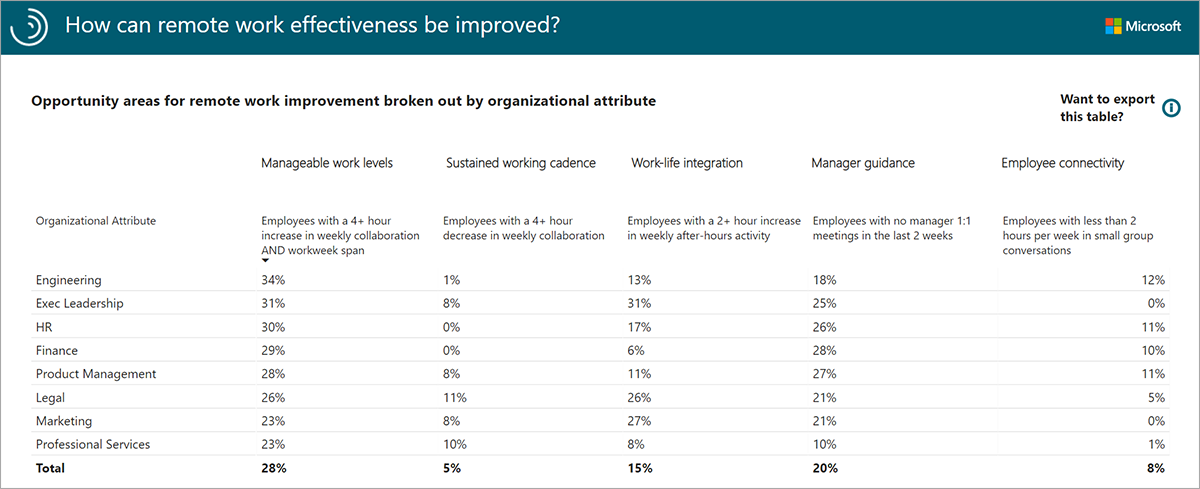 How can remote work effectiveness be improved?
Microsoft
Opportunity areas for remote work improvement broken out by organizational attribute
Want to export
this table?
Manageable work levels Sustained working cadence Work-life integration Manager guidance Employee connectivity
Organizational Attribute Employees with a 4+ hour Employees with a 4+ hour Employees with a 2+ hour increase Employees with no manager 1:1 Employees with less than 2
increase in weekly collaboration decrease in weekly collaboration in weekly after-hours activity meetings in the last 2 weeks hours per week in small group
AND workweek span conversations
Engineering 34% 1% 13% 18% 12%
Exec Leadership 31% 8% 31% 25% 0%
HR 30% 0% 17% 26% 11%
Finance 29% 0% 6% 28% 10%
Product Management 28% 8% 11% 27% 11%
Legal 26% 11% 26% 21% 5%
Marketing 23% 8% 27% 21% 0%
Professional Services 23% 10% 8% 10% 1%
Total 28% 5% 15% 20% 8%